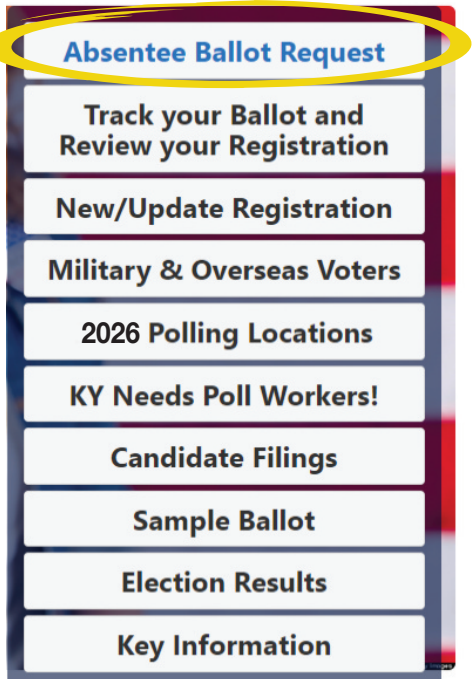 Absentee Ballot Request
Track your Ballot and
Review your Registration
New/Update Registration
Military & Overseas Voters
2026 Polling Locations
KY Needs Poll Workers!
Candidate Filings
Sample Ballot
Election Results
Key Information